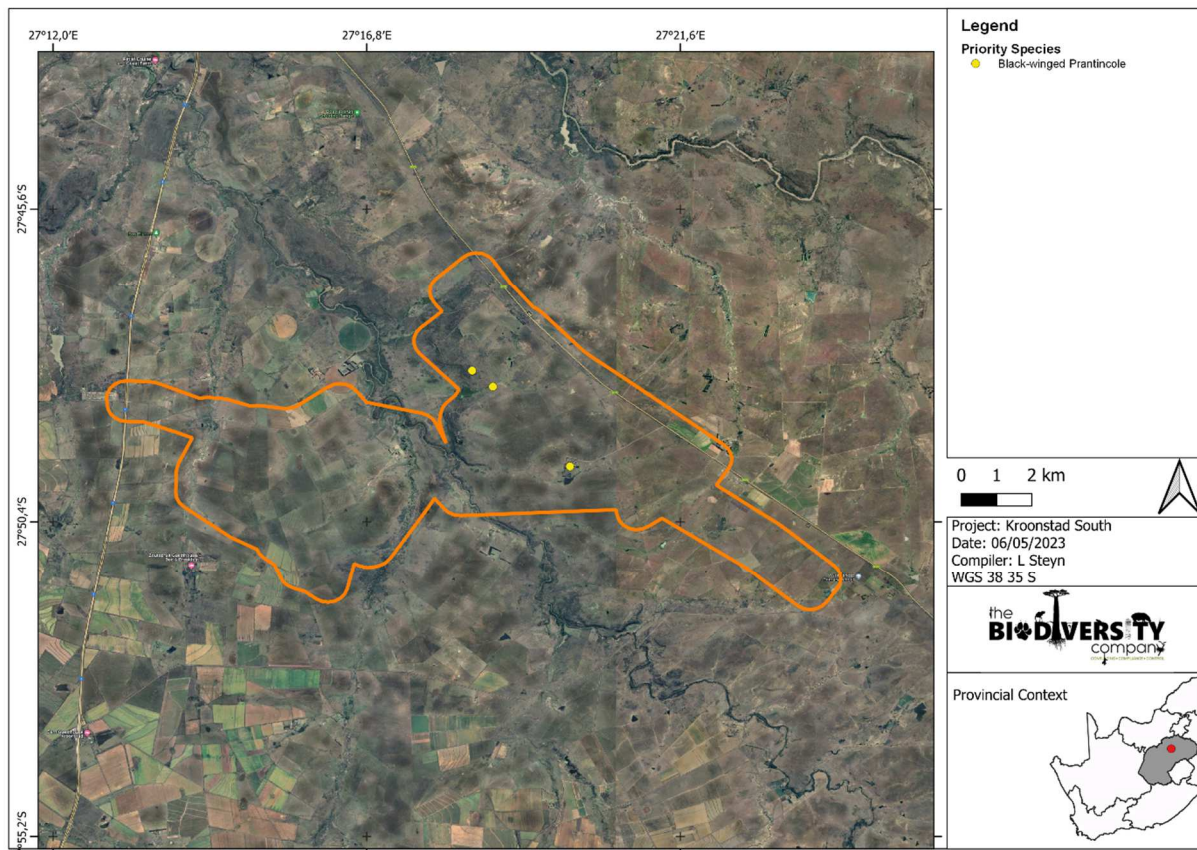 27°12,0'E
27°16,8'E
27°21,6'E
27°45,6'S
27°50,4'S
27°55,2'S
Legend
Priority Species
Black-winged Prantincole
0 1 2 km
Project: Kroonstad South
Date: 06/05/2023
Compiler: L Steyn
WGS 38 35 S
the
BIODIVERSITY
company
Provincial Context